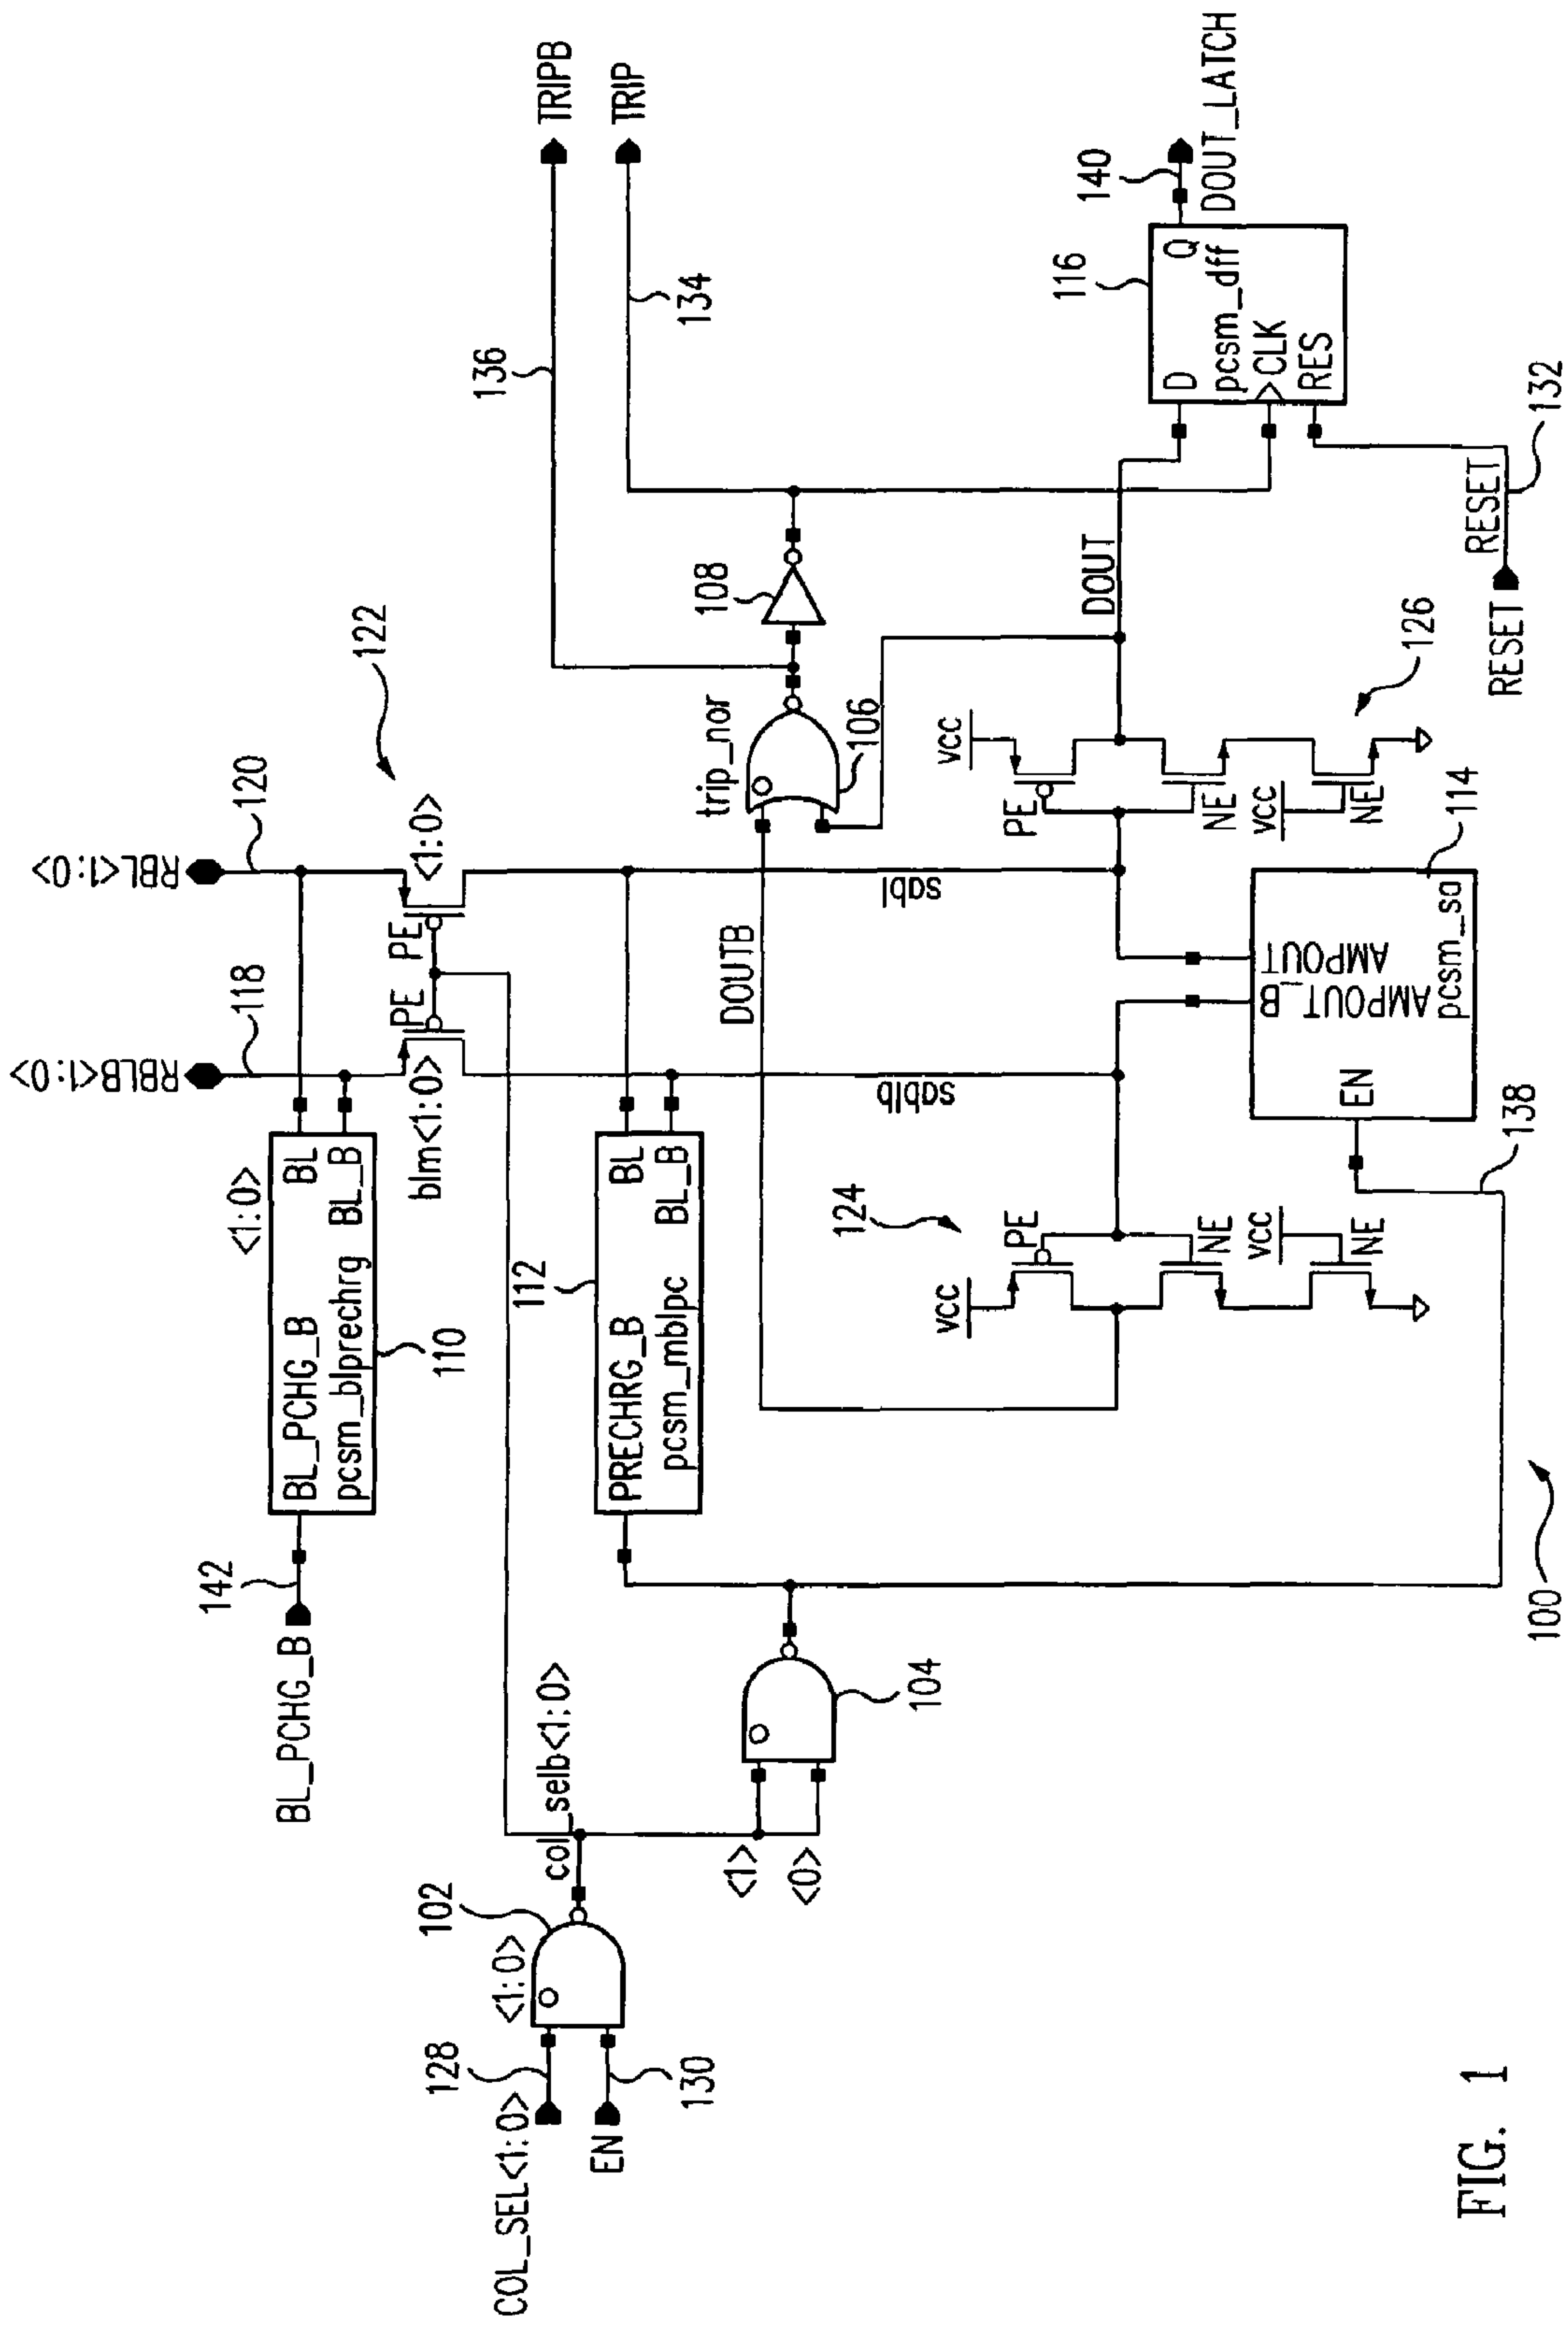 RBLB<1:0>
RBL<1:0>
118
120
122
136
TRIPB
134
TRIP
142
BL_PCHG_B
<1:0>
BL_PCHG_B
BL
pcsm_blprechrg
BL_B
110
blm<1:0>
PE
PE
<1:0>
112
PRECHRG_B
BL
pcsm_mblpc
BL_B
COL_SEL<1:0>
128
<1:0>
102
col_selb<1:0>
EN
130
<1>
<0>
104
DOUTB
sablb
sabl
trip_nor
106
108
124
VCC
PE
NE
VCC
NE
VCC
PE
NE
VCC
NE
126
DOUT
116
D
Q
pcsm_dff
CLK
RES
140
DOUT_LATCH
AMPOUT_B
AMPOUT
EN
pcsm_sa
114
138
RESET
RESET
132
100
FIG. 1